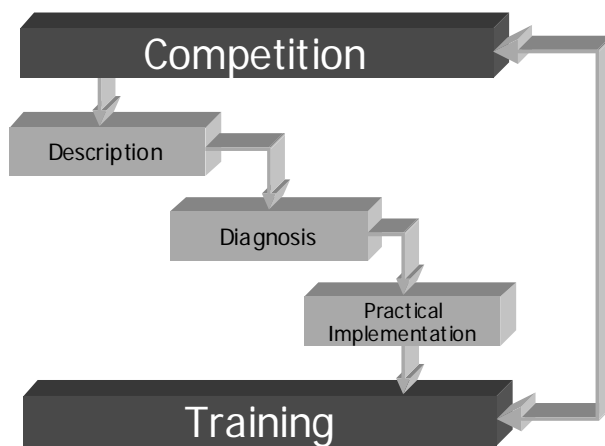 Competition
Description
Diagnosis
Practical
Implementation
Training